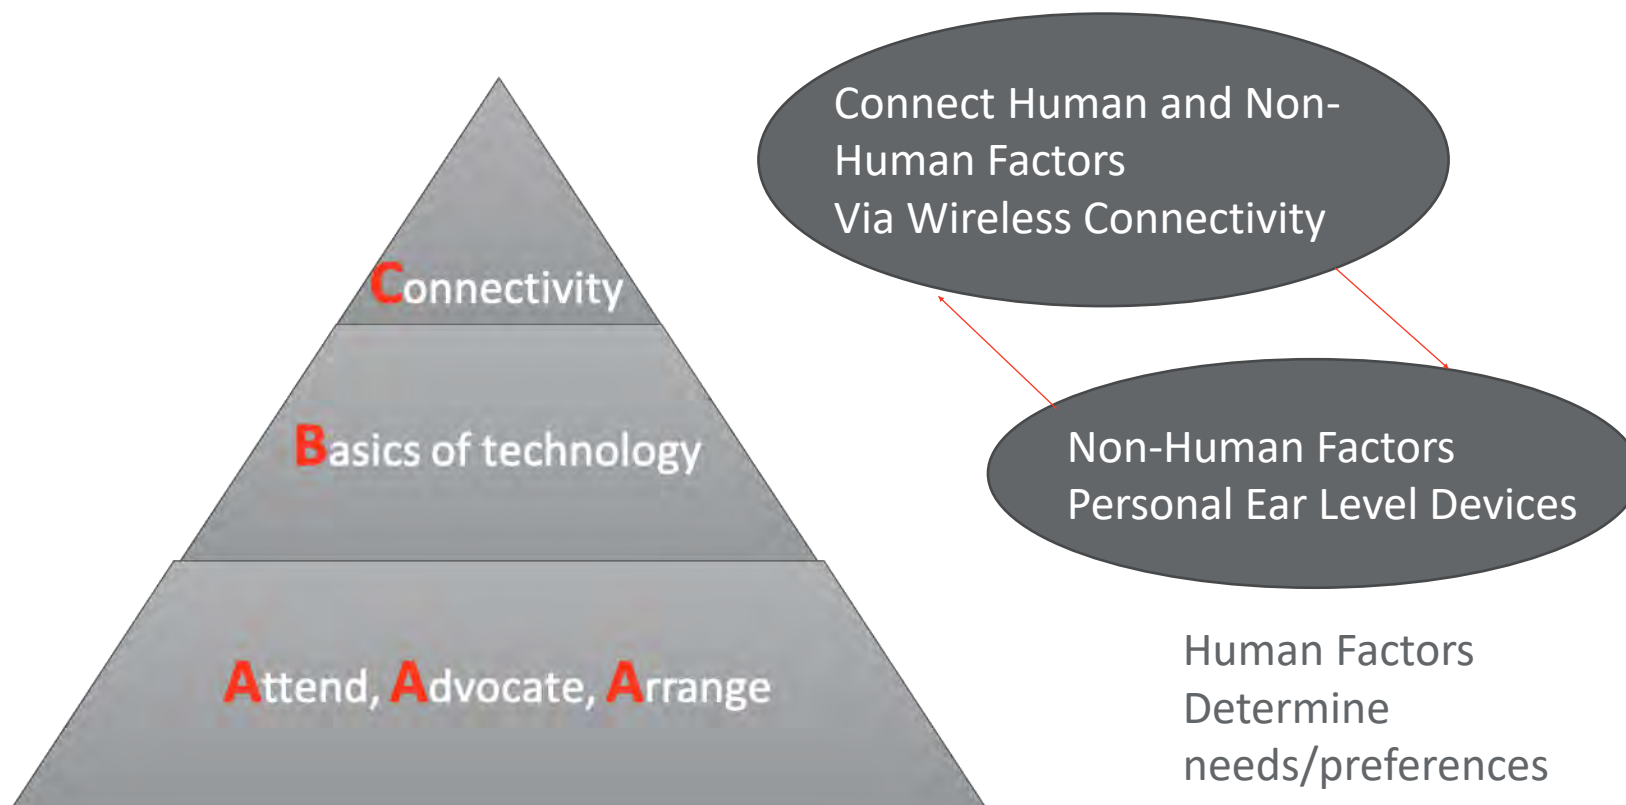 Connectivity
Basics of technology
Attend, Advocate, Arrange
Connect Human and Non-
Human Factors
Via Wireless Connectivity
Non-Human Factors
Personal Ear Level Devices
Human Factors
Determine
needs/preferences